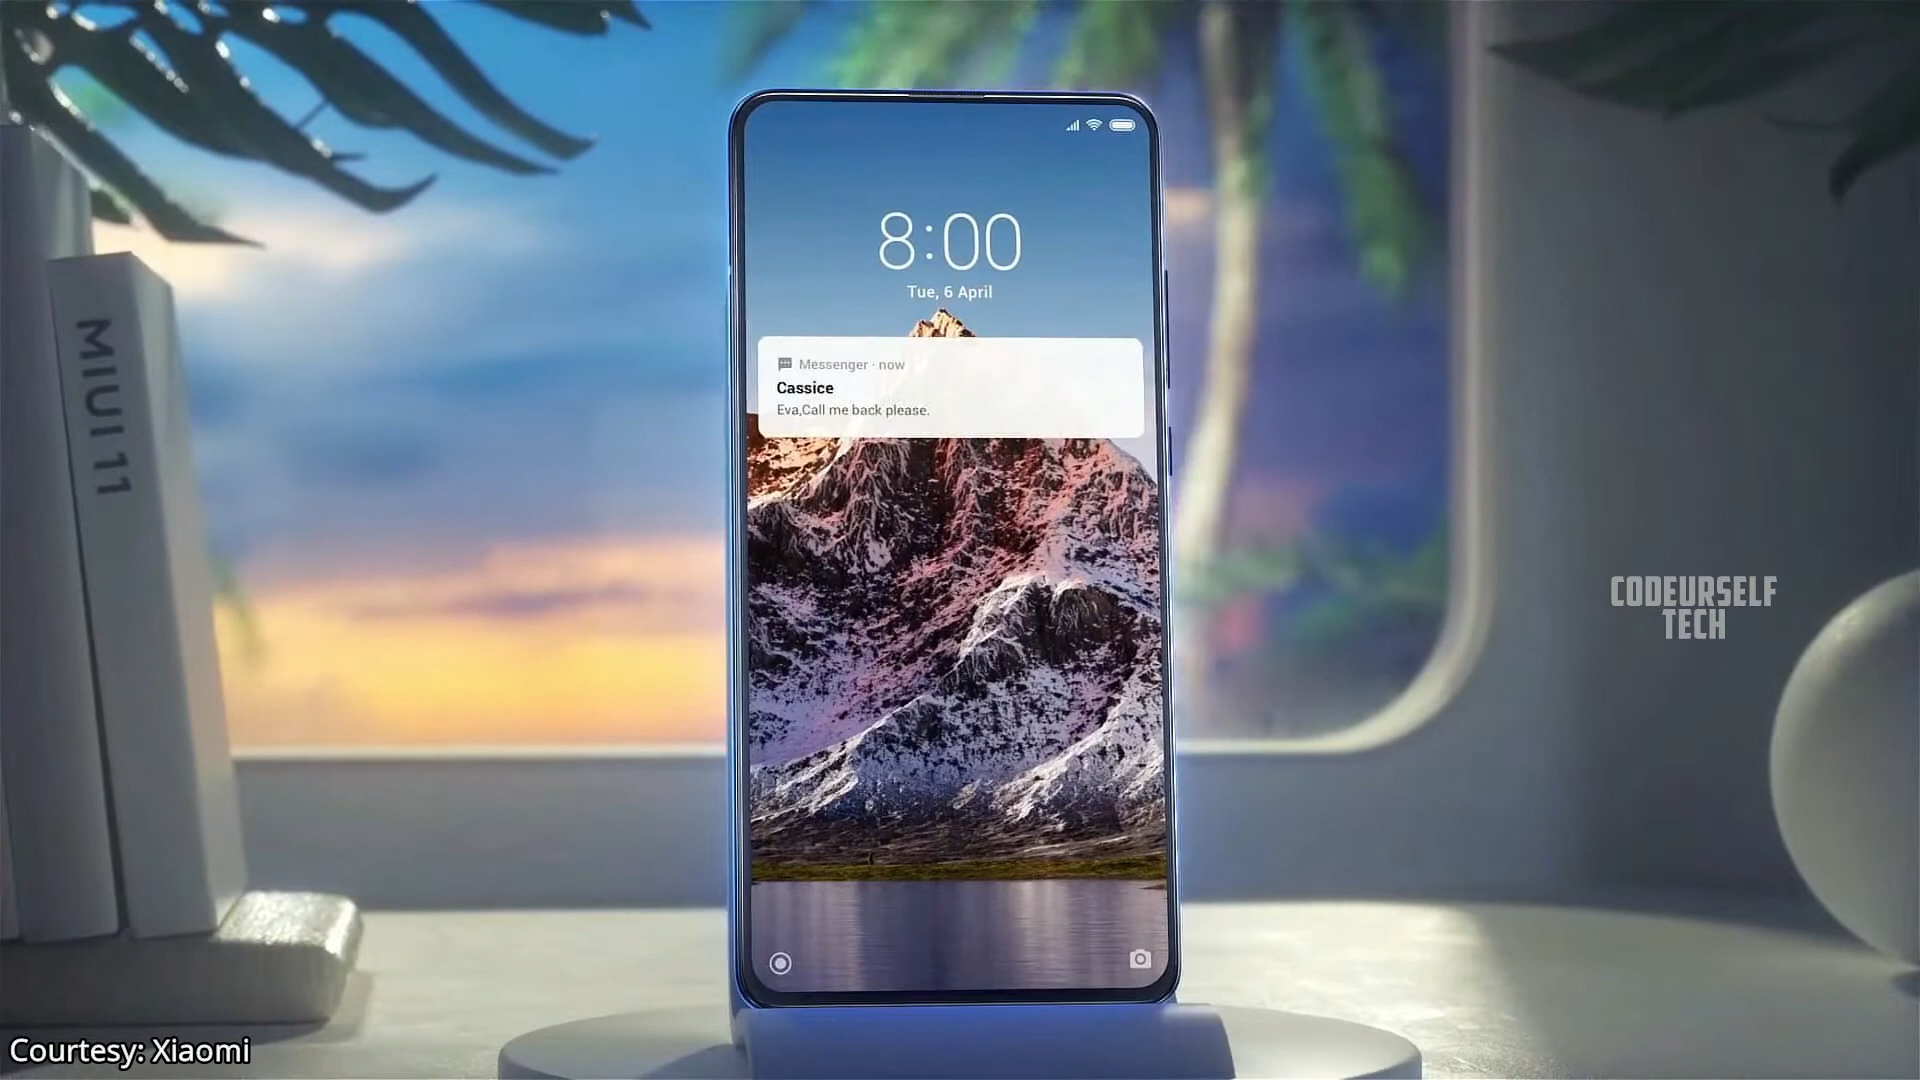 8:00
Tue, 6 April
Messenger · now
Cassice
Eva,Call me back please.
MIUI 11
CODEURSELF
TECH
Courtesy: Xiaomi